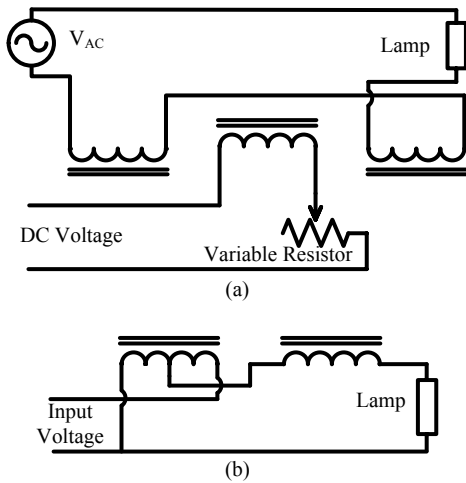 V_AC
Lamp
DC Voltage
Variable Resistor
(a)
Input
Voltage
Lamp
(b)